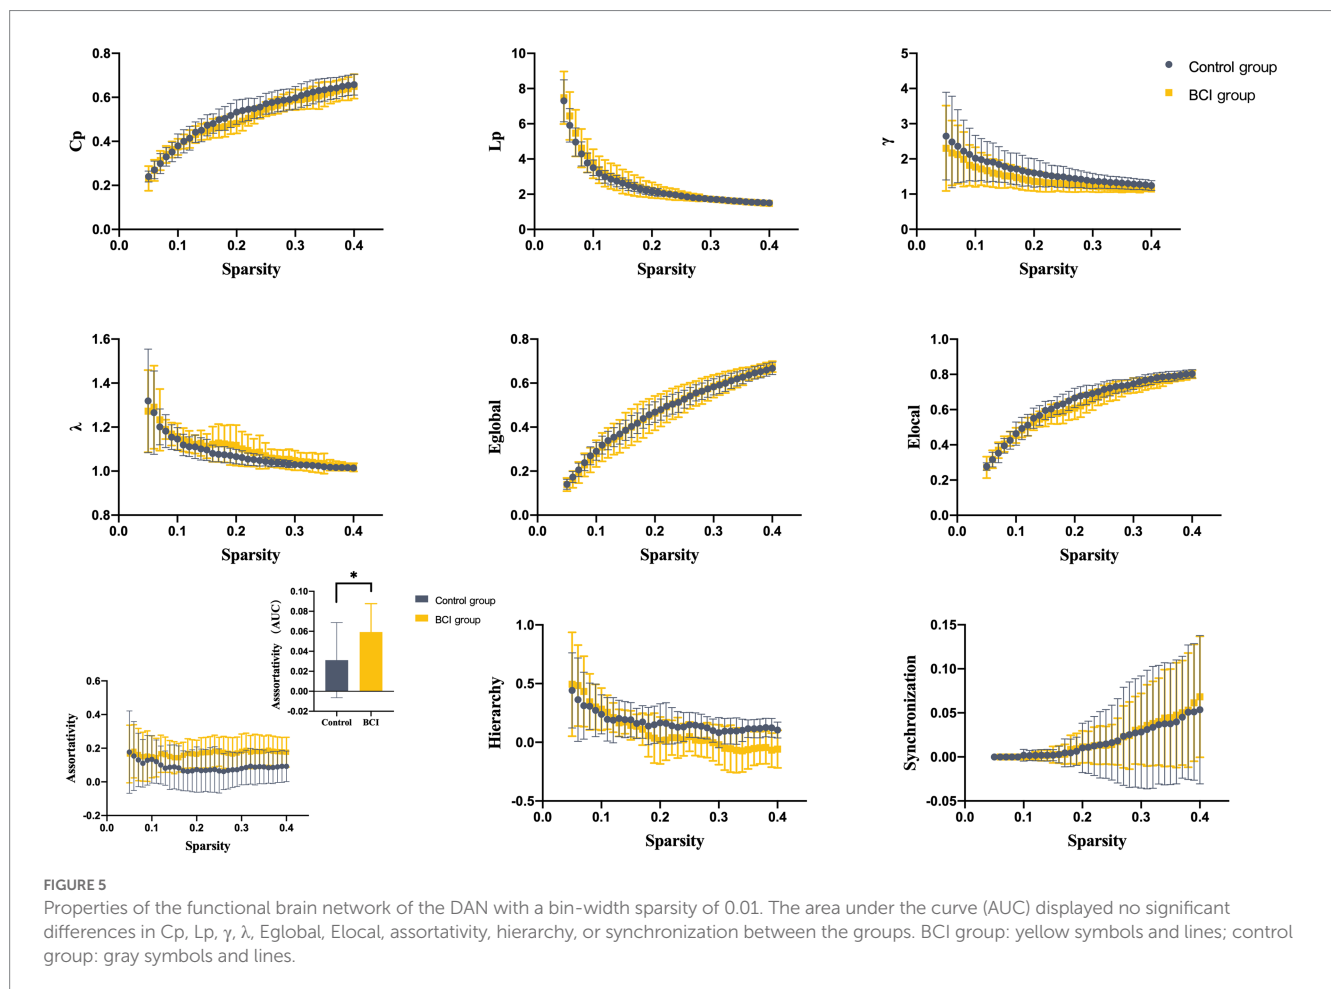 0.8
0.6
0.4
0.2
0.0
Cp
0.0 0.1 0.2 0.3 0.4
Sparsity
10
8
6
4
2
0
Lp
0.0 0.1 0.2 0.3 0.4
Sparsity
5
4
3
2
1
0
γ
0.0 0.1 0.2 0.3 0.4
Sparsity
Control group
BCI group
1.6
1.4
1.2
1.0
0.8
λ
0.0 0.1 0.2 0.3 0.4
Sparsity
0.8
0.6
0.4
0.2
0.0
Eglobal
0.0 0.1 0.2 0.3 0.4
Sparsity
1.0
0.8
0.6
0.4
0.2
0.0
Elocal
0.0 0.1 0.2 0.3 0.4
Sparsity
*
0.10
0.08
0.06
0.04
0.02
0.00
-0.02
Asssortativity (AUC)
Control BCI
Control group
BCI group
0.6
0.4
0.2
0.0
-0.2
Assortativity
0.0 0.1 0.2 0.3 0.4
Sparsity
1.0
0.5
0.0
-0.5
Hierarchy
0.0 0.1 0.2 0.3 0.4
Sparsity
0.15
0.10
0.05
0.00
-0.05
Synchronization
0.0 0.1 0.2 0.3 0.4
Sparsity
FIGURE 5
Properties of the functional brain network of the DAN with a bin-width sparsity of 0.01. The area under the curve (AUC) displayed no significant
differences in Cp, Lp, γ, λ, Eglobal, Elocal, assortativity, hierarchy, or synchronization between the groups. BCI group: yellow symbols and lines; control
group: gray symbols and lines.